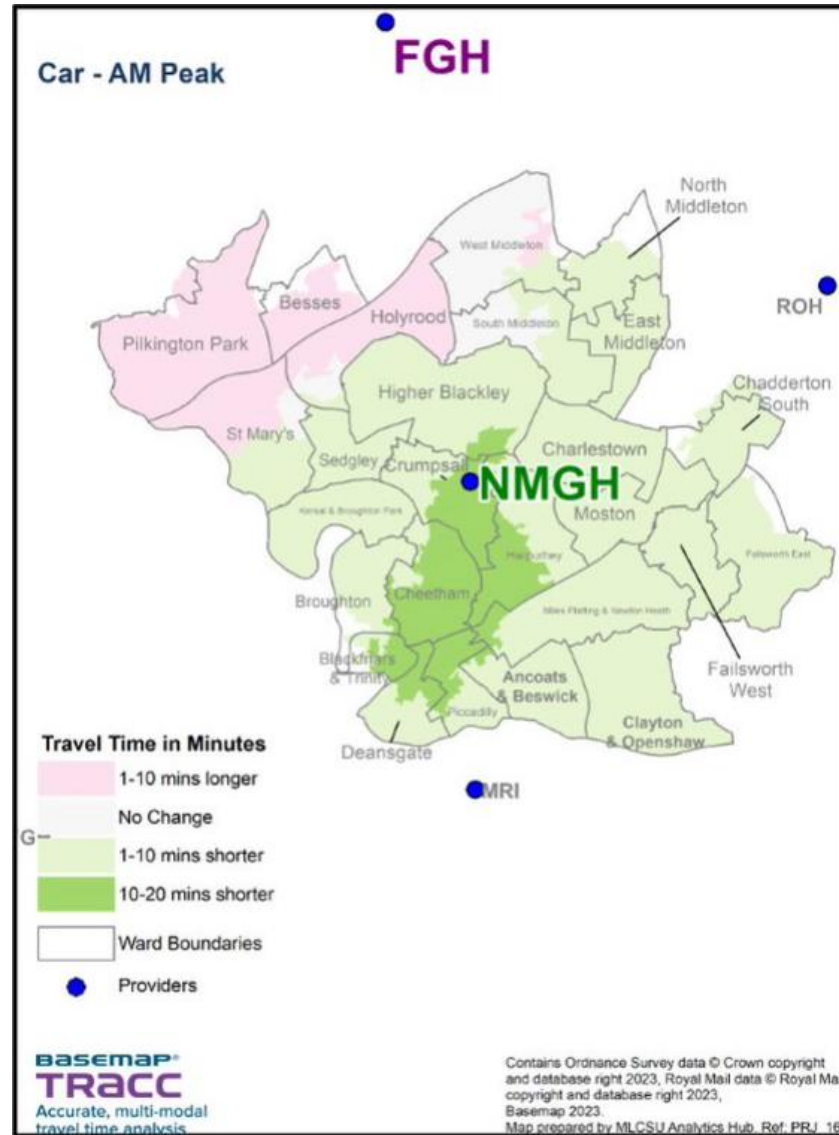 FGH
Car - AM Peak
North
Middleton
West Middleton
ROH
Besses
Holyrood
South Middleton
East
Middleton
Pilkington Park
Chadderton
South
Higher Blackley
St Mary's
Charlestown
Sedgley
Crumpsall
NMGH
Moston
Kersal & Broughton Park
Harpurhey
Failsworth East
Broughton
Cheetham
Miles Platting & Newton Heath
Blackfriars
& Trinity
Ancoats
& Beswick
Failsworth
West
Piccadilly
Clayton
& Openshaw
Deansgate
Travel Time in Minutes
1-10 mins longer
MRI
No Change
G
1-10 mins shorter
10-20 mins shorter
Ward Boundaries
Providers
BASEMAP®
TRACC
Accurate, multi-modal
travel time analysis
Contains Ordnance Survey data © Crown copyright
and database right 2023, Royal Mail data © Royal Ma
copyright and database right 2023,
Basemap 2023.
Map prepared by MLCSU Analytics Hub. Ref: PRJ_16